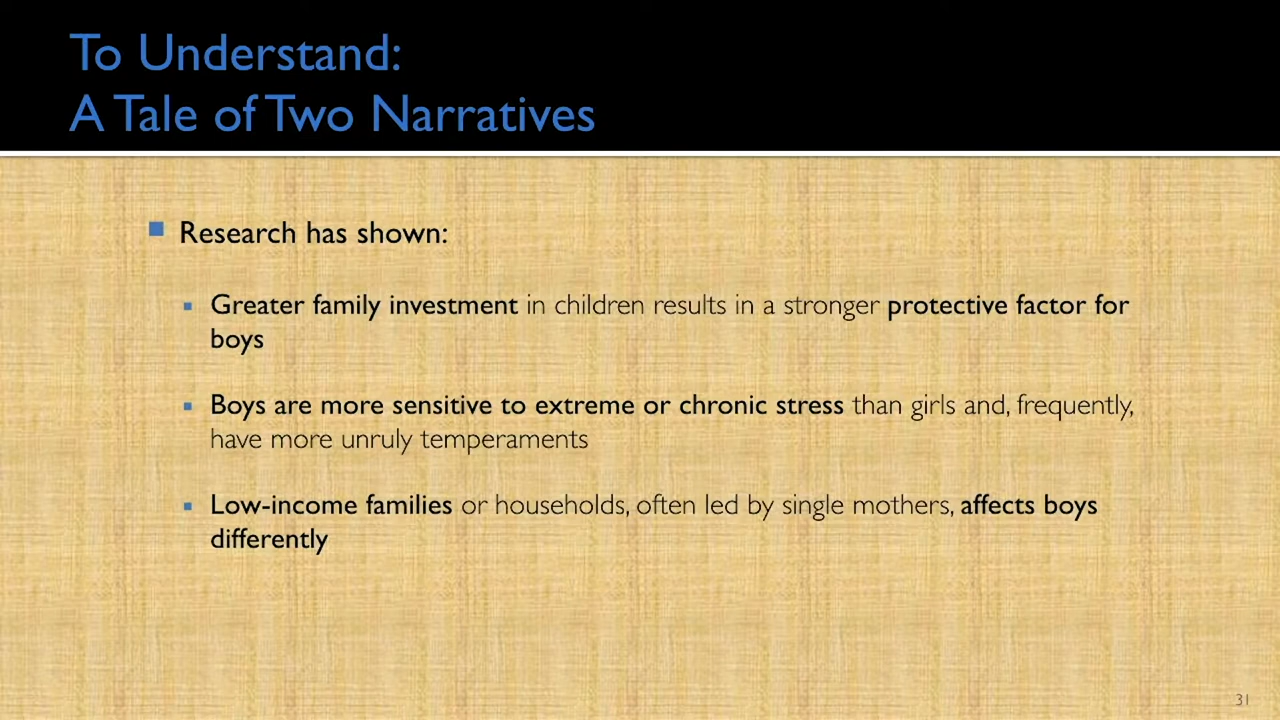 To Understand:
A Tale of Two Narratives
Research has shown:
Greater family investment in children results in a stronger protective factor for
boys
Boys are more sensitive to extreme or chronic stress than girls and, frequently,
have more unruly temperaments
Low-income families or households, often led by single mothers, affects boys
differently
31